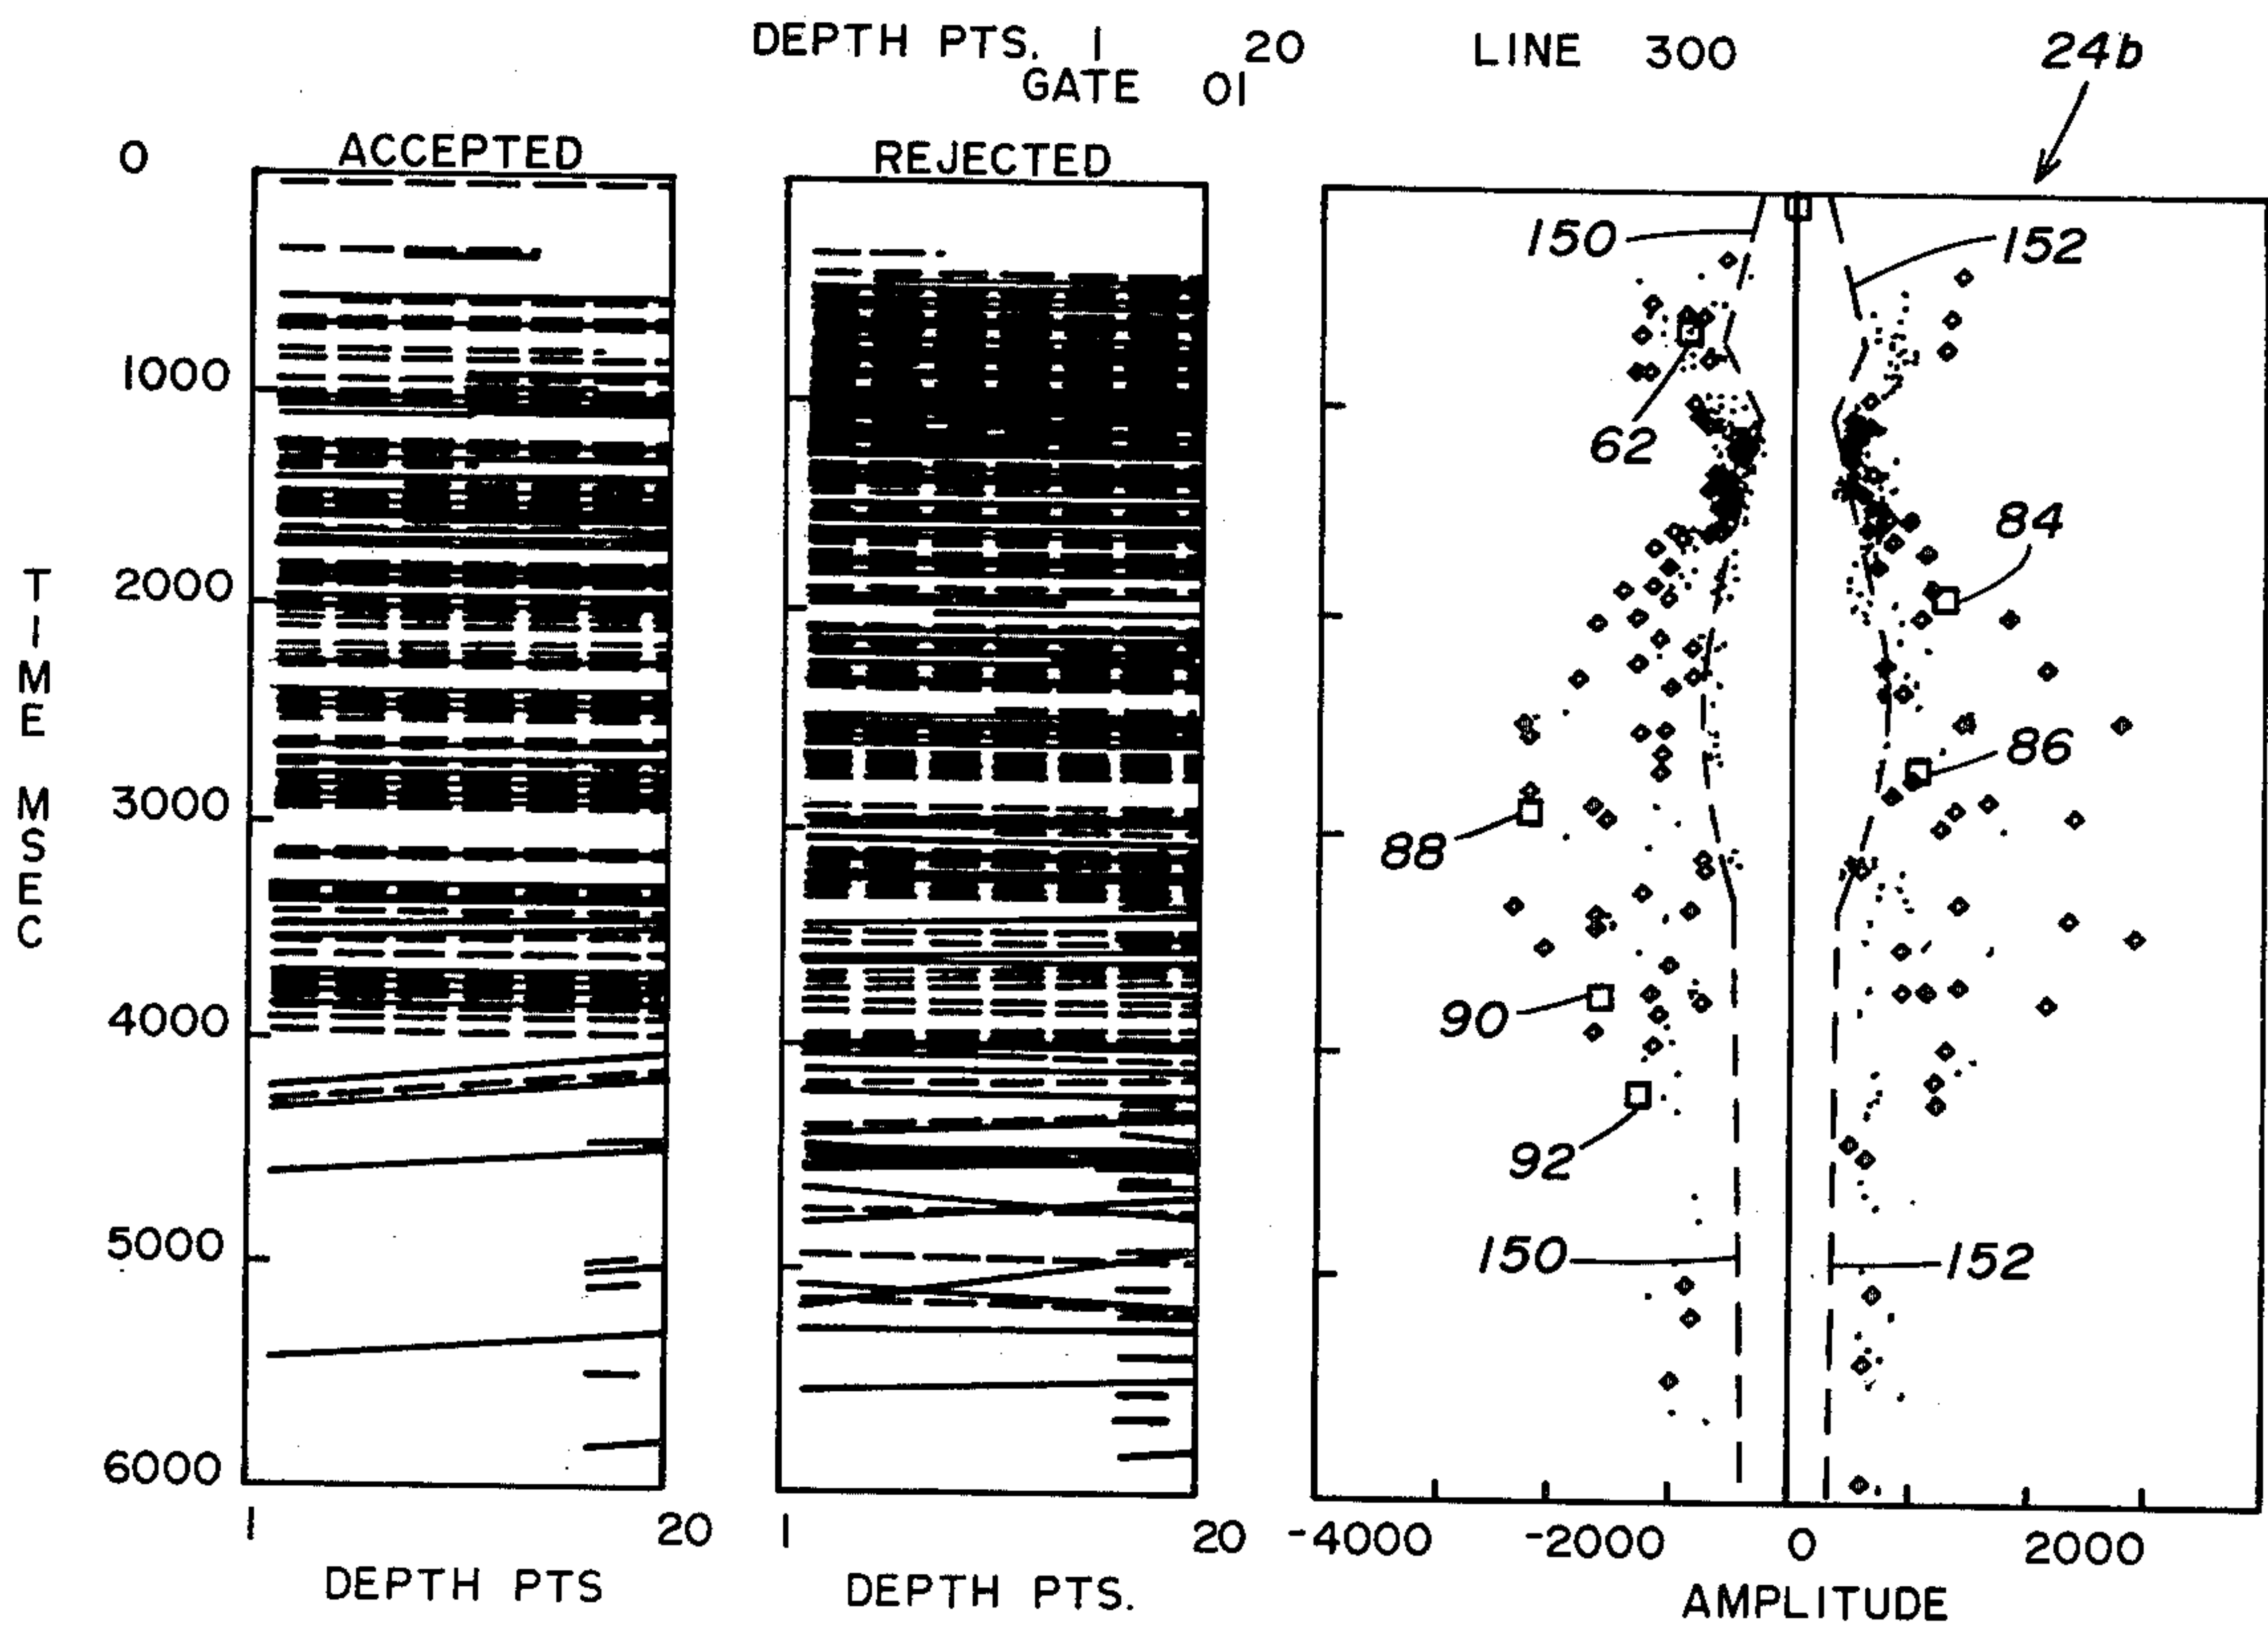 DEPTH PTS. 1 20 LINE 300 24b
GATE 01
ACCEPTED REJECTED
0
150 152
1000
62
84
2000
TIME MSEC
86
3000
88
90
4000
92
5000
150 152
6000
1 20 1 20 -4000 -2000 0 2000
DEPTH PTS DEPTH PTS. AMPLITUDE